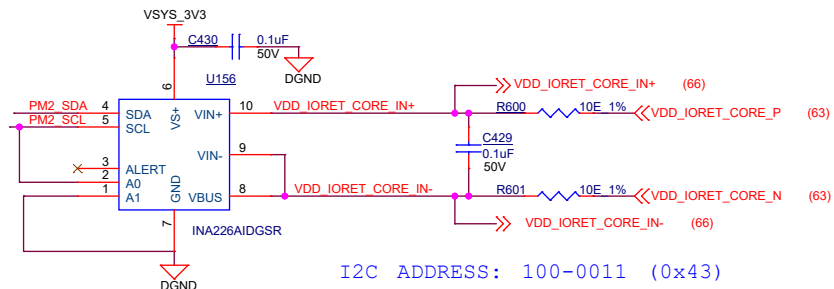 VSYS_3V3
C430
0.1uF
50V
DGND
U156
6
VS+
PM2_SDA
4
SDA
PM2_SCL
5
SCL
3
ALERT
2
A0
1
A1
GND
7
VIN+
10
VDD_IORET_CORE_IN+
VIN-
9
VBUS
8
VDD_IORET_CORE_IN-
INA226AIDGSR
DGND
VDD_IORET_CORE_IN+ (66)
R600
10E_1%
VDD_IORET_CORE_P (63)
C429
0.1uF
50V
R601
10E_1%
VDD_IORET_CORE_N (63)
VDD_IORET_CORE_IN- (66)
I2C ADDRESS: 100-0011 (0x43)